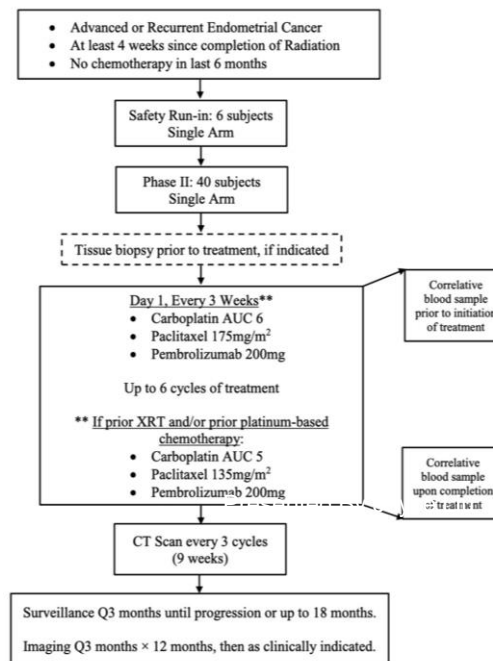 • Advanced or Recurrent Endometrial Cancer
• At least 4 weeks since completion of Radiation
• No chemotherapy in last 6 months
Safety Run-in: 6 subjects
Single Arm
Phase II: 40 subjects
Single Arm
Tissue biopsy prior to treatment, if indicated
Day 1, Every 3 Weeks**
• Carboplatin AUC 6
• Paclitaxel 175mg/m²
• Pembrolizumab 200mg
Up to 6 cycles of treatment
** If prior XRT and/or prior platinum-based
chemotherapy:
• Carboplatin AUC 5
• Paclitaxel 135mg/m²
• Pembrolizumab 200mg
Correlative
blood sample
prior to initiation
of treatment
Correlative
blood sample
upon completion
of treatment
CT Scan every 3 cycles
(9 weeks)
Surveillance Q3 months until progression or up to 18 months.
Imaging Q3 months × 12 months, then as clinically indicated.